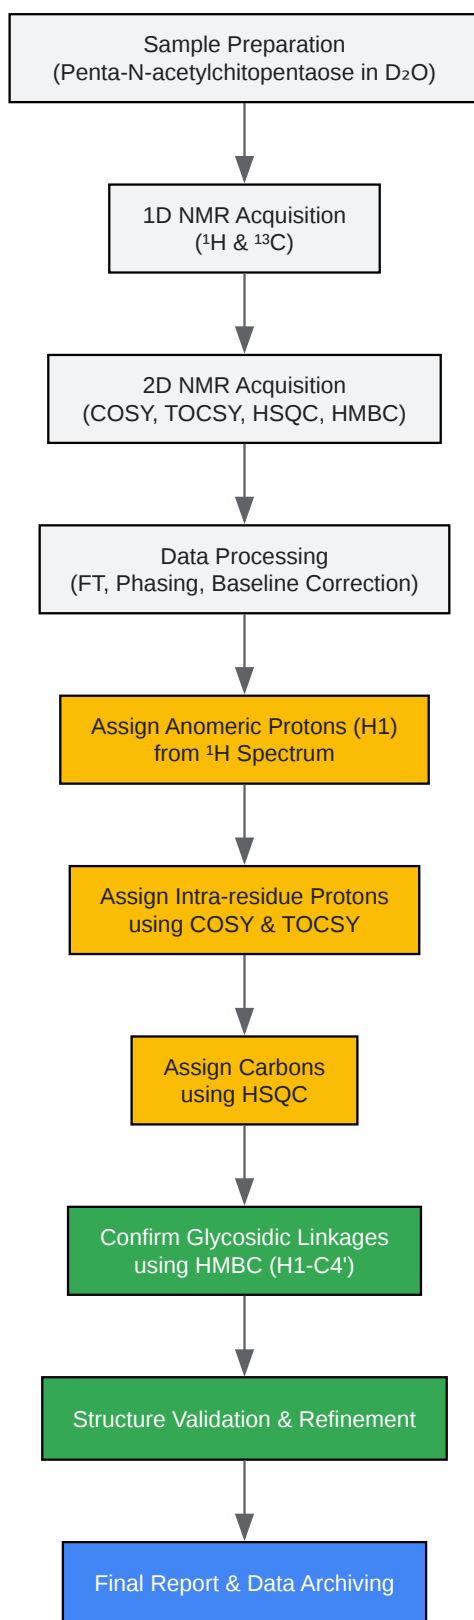 Sample Preparation
(Penta-N-acetylchitopentaose in D₂O)
1D NMR Acquisition
(¹H & ¹³C)
2D NMR Acquisition
(COSY, TOCSY, HSQC, HMBC)
Data Processing
(FT, Phasing, Baseline Correction)
Assign Anomeric Protons (H1)
from ¹H Spectrum
Assign Intra-residue Protons
using COSY & TOCSY
Assign Carbons
using HSQC
Confirm Glycosidic Linkages
using HMBC (H1-C4')
Structure Validation & Refinement
Final Report & Data Archiving